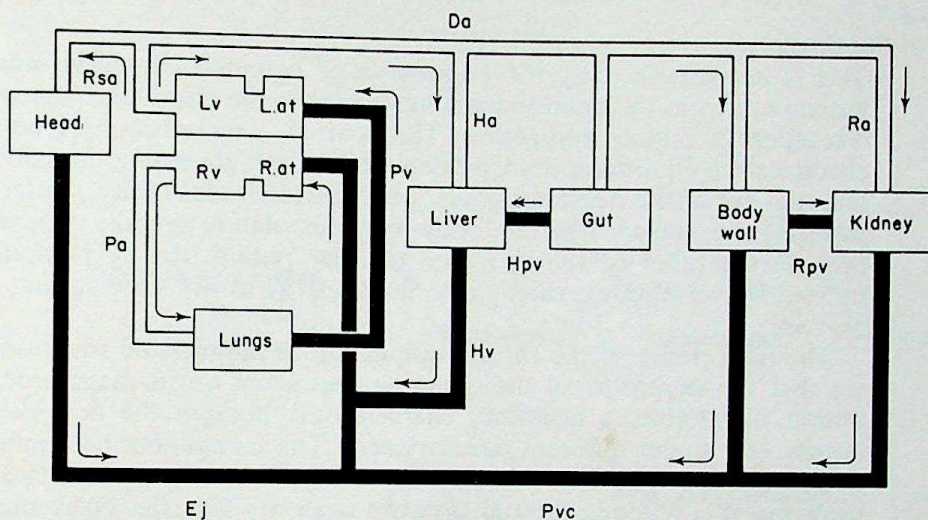 Da
Rsa
Lv
L.at
Head
Ha
Ra
Rv
R.at
Pv
Liver
Gut
Body
wall
Kidney
Pa
Hpv
Rpv
Lungs
Hv
Ej
Pvc